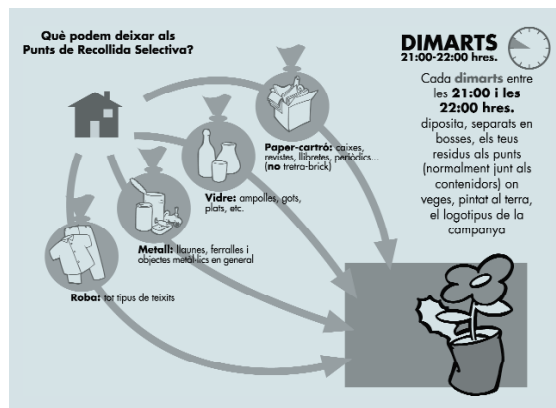 Què podem deixar als
Punts de Recollida Selectiva?
DIMARTS
21:00-22:00 hres.
Cada dimarts entre
les 21:00 i les
22:00 hres.
diposita, separats en
bosses, els teus
residus als punts
(normalment junt als
contenidors) on
veges, pintat al terra,
el logotipus de la
campanya
Paper-cartró: caixes,
revistes, llibretes, periòdics...
(no tretra-brick)
Vidre: ampolles, gots,
plats, etc.
Metall: llaunes, ferralles i
objectes metàl·lics en general
Roba: tot tipus de teixits